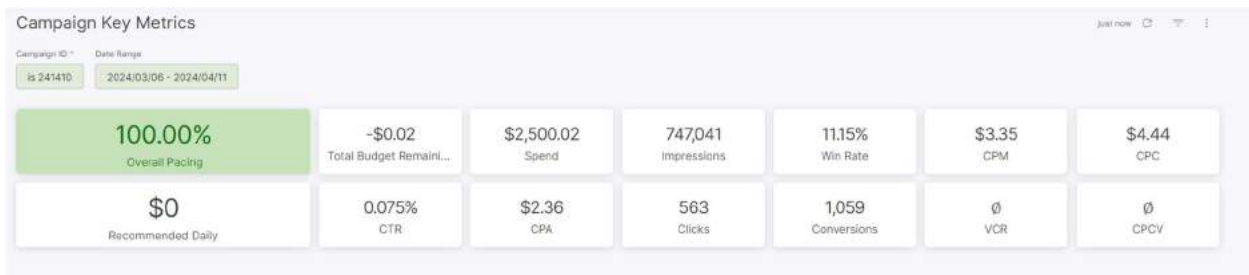 Campaign Key Metrics
just now
Campaign ID *
Date Range
is 241410
2024/03/06 - 2024/04/11
100.00%
Overall Pacing
-$0.02
Total Budget Remaini...
$2,500.02
Spend
747,041
Impressions
11.15%
Win Rate
$3.35
CPM
$4.44
CPC
$0
Recommended Daily
0.075%
CTR
$2.36
CPA
563
Clicks
1,059
Conversions
Ø
VCR
Ø
CPCV